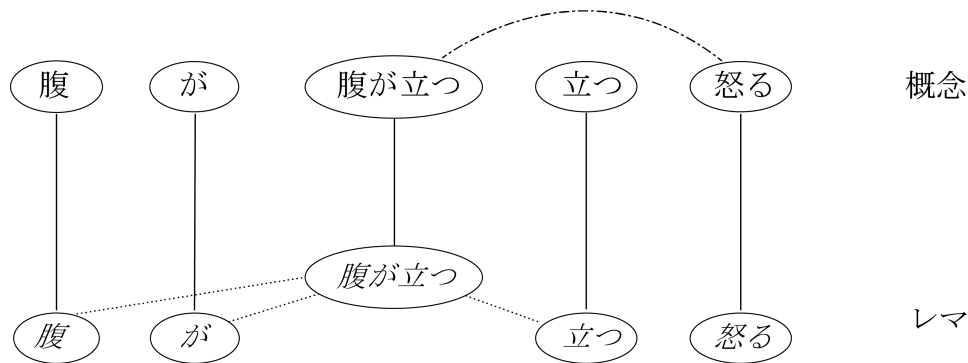 腹 が 腹が立つ 立つ 怒る 概念
腹が立つ
腹 が 立つ 怒る レマ